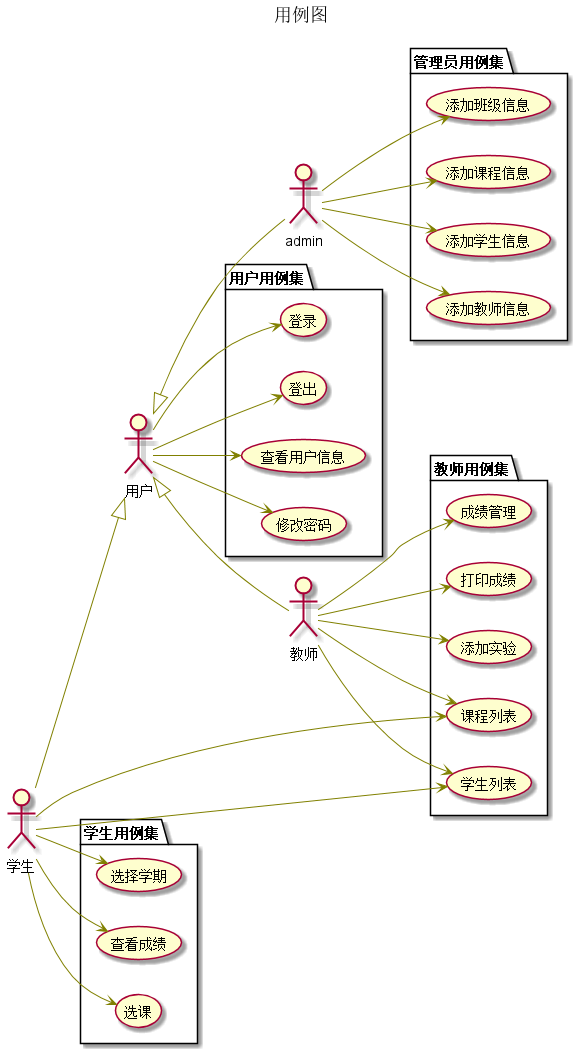 用例图
管理员用例集
添加班级信息
添加课程信息
添加学生信息
添加教师信息
admin
用户用例集
登录
登出
查看用户信息
修改密码
用户
教师用例集
成绩管理
打印成绩
添加实验
课程列表
学生列表
教师
学生
学生用例集
选择学期
查看成绩
选课